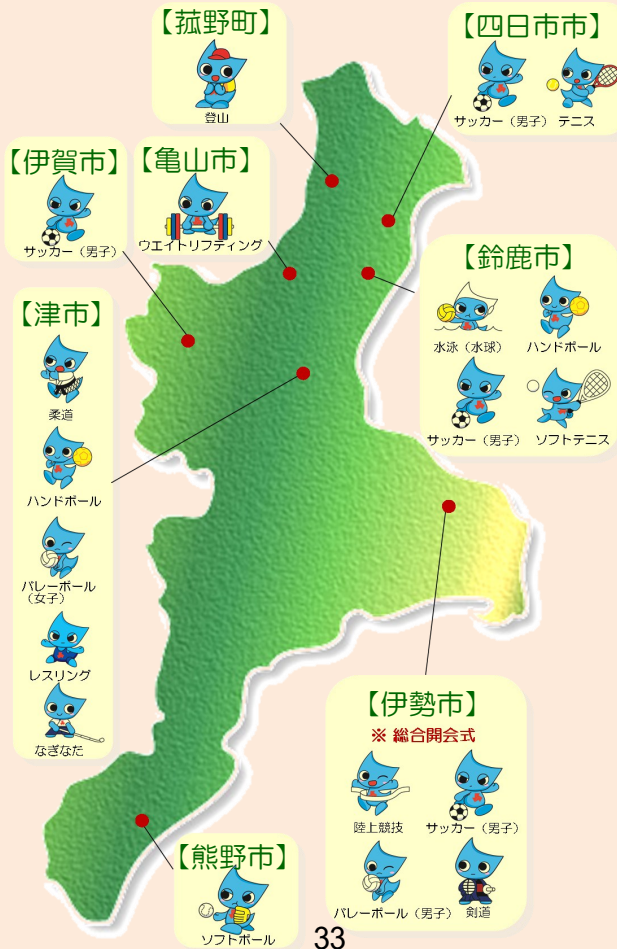 【菰野町】
登山
【四日市市】
サッカー（男子）
テニス
【伊賀市】
サッカー（男子）
【亀山市】
ウエイトリフティング
【鈴鹿市】
水泳（水球）
ハンドボール
サッカー（男子）
ソフトテニス
【津市】
柔道
ハンドボール
バレーボール
（女子）
レスリング
なぎなた
【伊勢市】
※ 総合開会式
陸上競技
サッカー（男子）
バレーボール（男子）
剣道
【熊野市】
ソフトボール
33